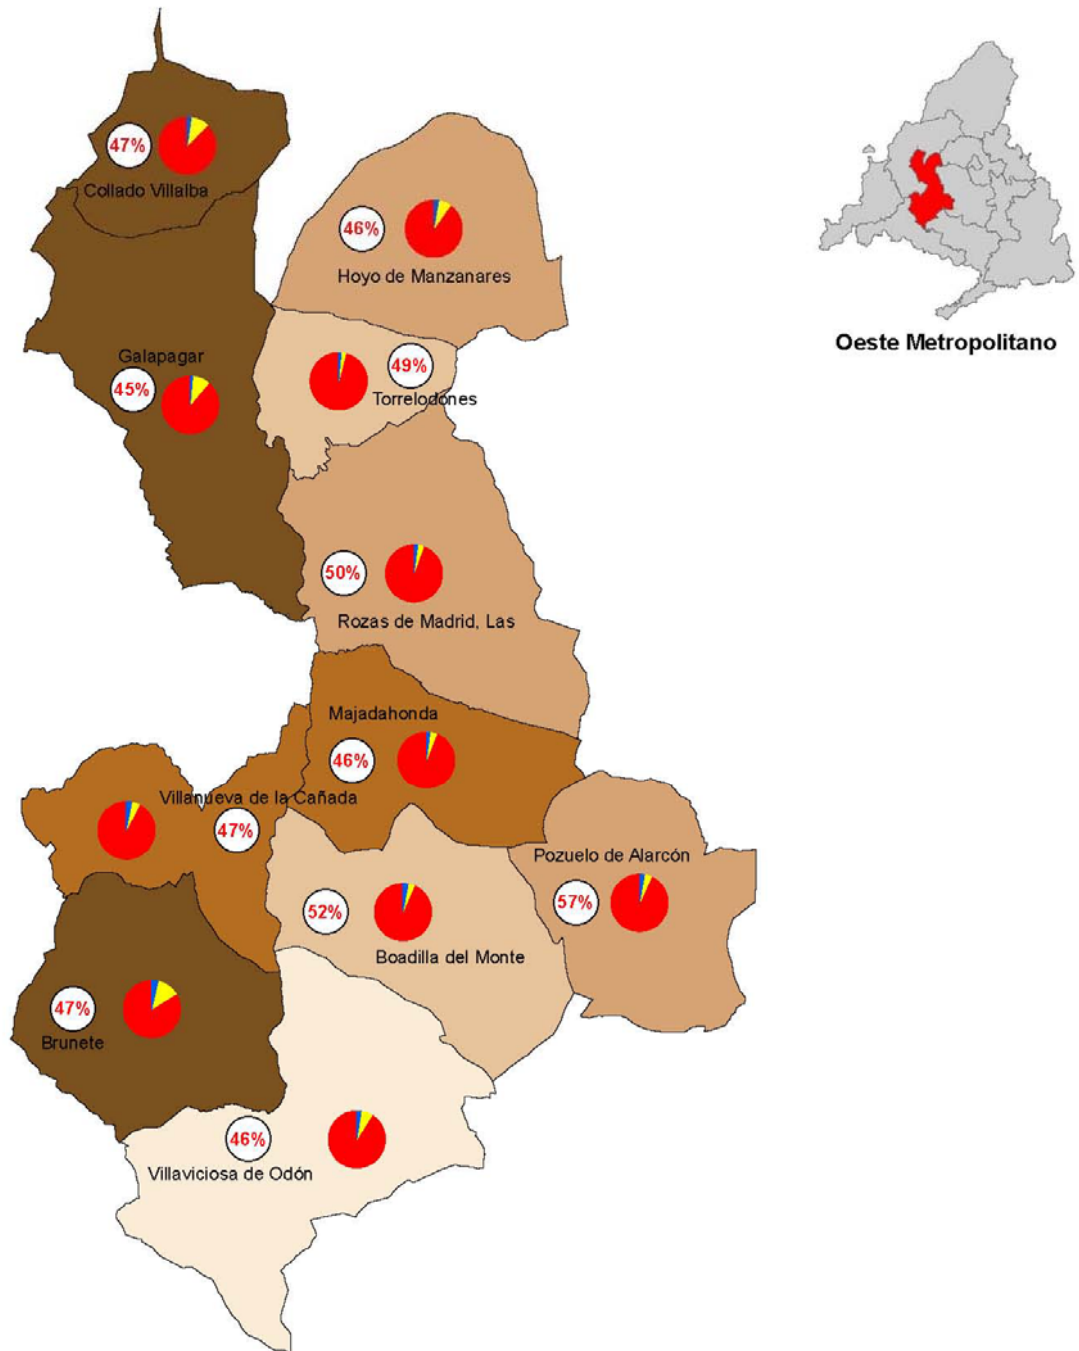 47%
Collado Villalba
46%
Hoyo de Manzanares
Oeste Metropolitano
Galapagar
45%
49%
Torrelodones
50%
Rozas de Madrid, Las
Majadahonda
46%
Villanueva de la Cañada
47%
Pozuelo de Alarcón
57%
52%
Boadilla del Monte
47%
Brunete
46%
Villaviciosa de Odón